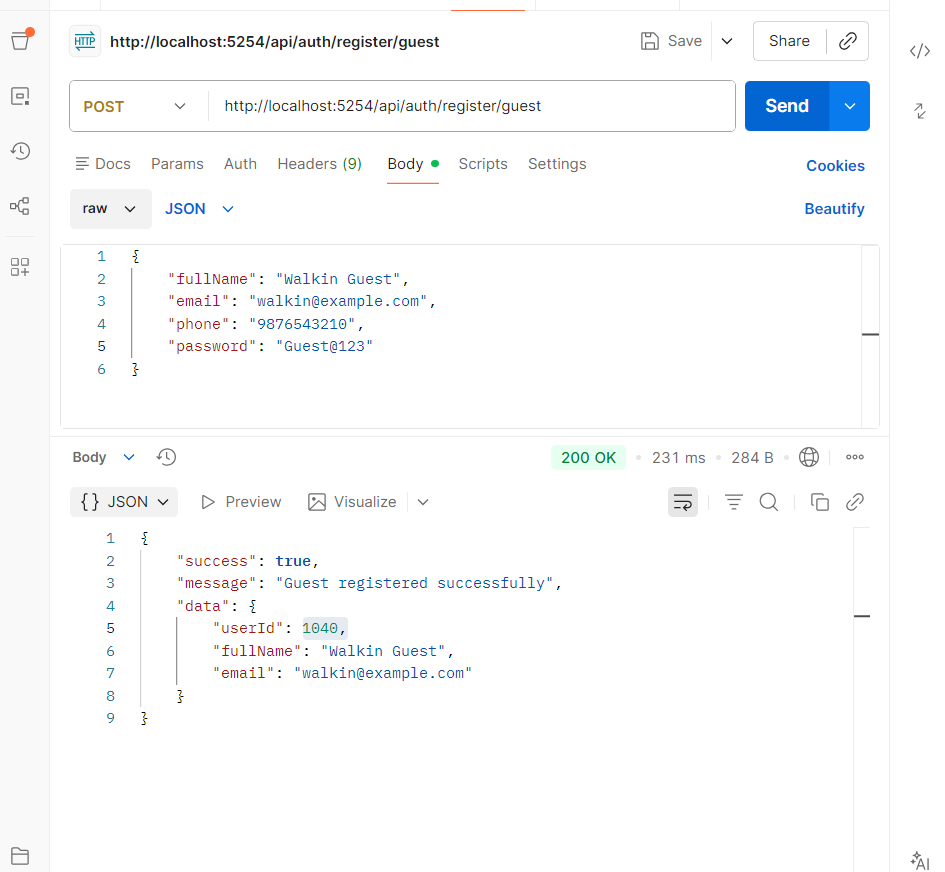 HTTP http://localhost:5254/api/auth/register/guest Save Share
POST http://localhost:5254/api/auth/register/guest Send
Docs Params Auth Headers (9) Body Scripts Settings Cookies
raw JSON Beautify
1 {
2 "fullName": "Walkin Guest",
3 "email": "walkin@example.com",
4 "phone": "9876543210",
5 "password": "Guest@123"
6 }
Body 200 OK 231 ms 284 B
{} JSON Preview Visualize
1 {
2 "success": true,
3 "message": "Guest registered successfully",
4 "data": {
5 "userId": 1040,
6 "fullName": "Walkin Guest",
7 "email": "walkin@example.com"
8 }
9 }
AI